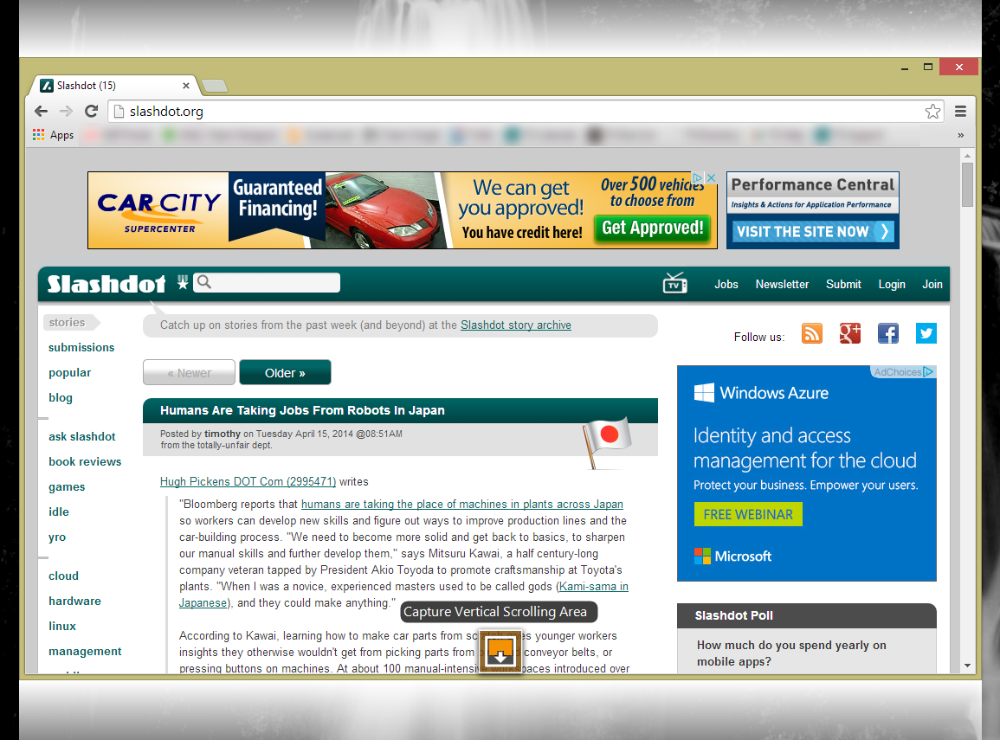 Slashdot (15)
slashdot.org
Apps
»
CAR CITY
SUPERCENTER
Guaranteed
Financing!
We can get
you approved!
You have credit here!
Over 500 vehicles
to choose from
Get Approved!
Performance Central
Insights & Actions for Application Performance
VISIT THE SITE NOW
Slashdot
TV
Jobs
Newsletter
Submit
Login
Join
stories
submissions
popular
blog
ask slashdot
book reviews
games
idle
yro
cloud
hardware
linux
management
Catch up on stories from the past week (and beyond) at the Slashdot story archive
« Newer
Older »
Humans Are Taking Jobs From Robots In Japan
Posted by timothy on Tuesday April 15, 2014 @08:51AM
from the totally-unfair dept.
Hugh Pickens DOT Com (2995471) writes
"Bloomberg reports that humans are taking the place of machines in plants across Japan
so workers can develop new skills and figure out ways to improve production lines and the
car-building process. "We need to become more solid and get back to basics, to sharpen
our manual skills and further develop them," says Mitsuru Kawai, a half century-long
company veteran tapped by President Akio Toyoda to promote craftsmanship at Toyota's
plants. "When I was a novice, experienced masters used to be called gods (Kami-sama in
Japanese), and they could make anything."
Capture Vertical Scrolling Area
According to Kawai, learning how to make car parts from scratch gives younger workers
insights they otherwise wouldn't get from picking parts from conveyor belts, or
pressing buttons on machines. At about 100 manual-intensive workspaces introduced over
Follow us:
g+
f
AdChoices
Windows Azure
Identity and access
management for the cloud
Protect your business. Empower your users.
FREE WEBINAR
Microsoft
Slashdot Poll
How much do you spend yearly on
mobile apps?